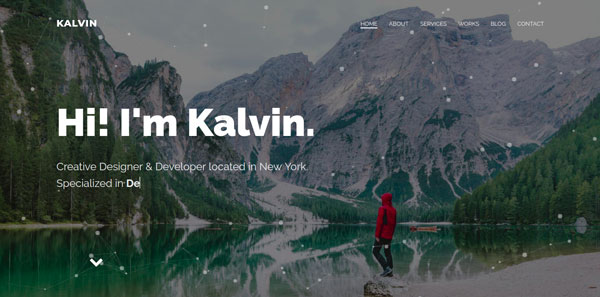 KALVIN
HOME ABOUT SERVICES WORKS BLOG CONTACT
Hi! I'm Kalvin.
Creative Designer & Developer located in New York.
Specialized in De